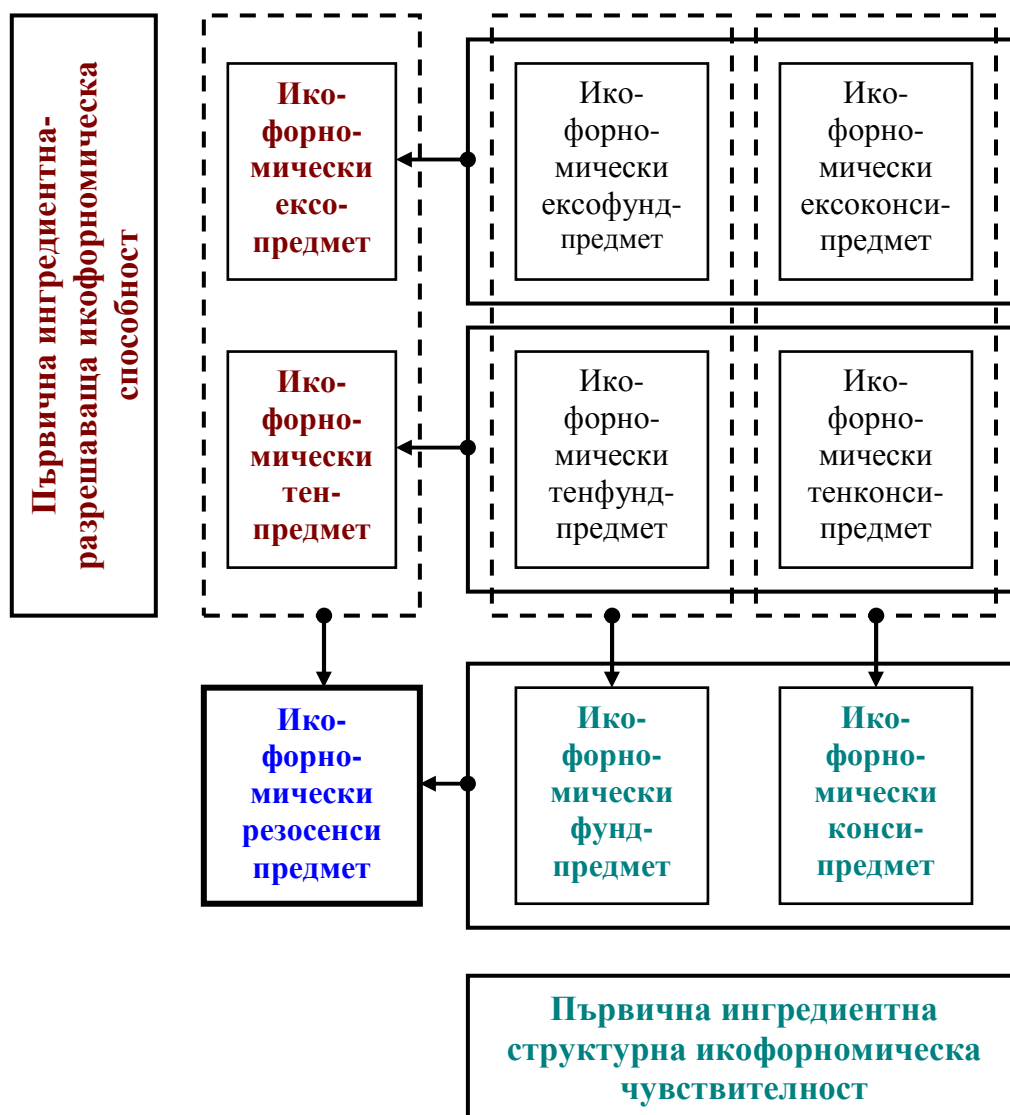 Първична ингредиентна-
разрешаваща икофорномическа
способност
Ико-
форно-
мически
ексо-
предмет
Ико-
форно-
мически
ексофунд-
предмет
Ико-
форно-
мически
ексоконси-
предмет
Ико-
форно-
мически
тен-
предмет
Ико-
форно-
мически
тенфунд-
предмет
Ико-
форно-
мически
тенконси-
предмет
Ико-
форно-
мически
резосенси
предмет
Ико-
форно-
мически
фунд-
предмет
Ико-
форно-
мически
конси-
предмет
Първична ингредиентна
структурна икофорномическа
чувствителност